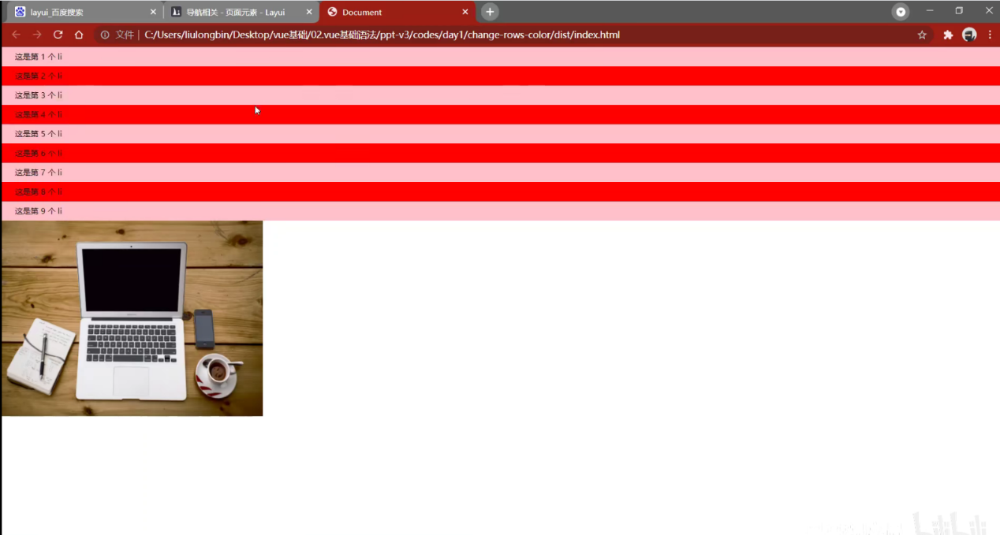 layui_百度搜索
导航相关 - 页面元素 - Layui
Document
文件 | C:/Users/liulongbin/Desktop/vue基础/02.vue基础语法/ppt-v3/codes/day1/change-rows-color/dist/index.html
这是第 1 个 li
这是第 2 个 li
这是第 3 个 li
这是第 4 个 li
这是第 5 个 li
这是第 6 个 li
这是第 7 个 li
这是第 8 个 li
这是第 9 个 li